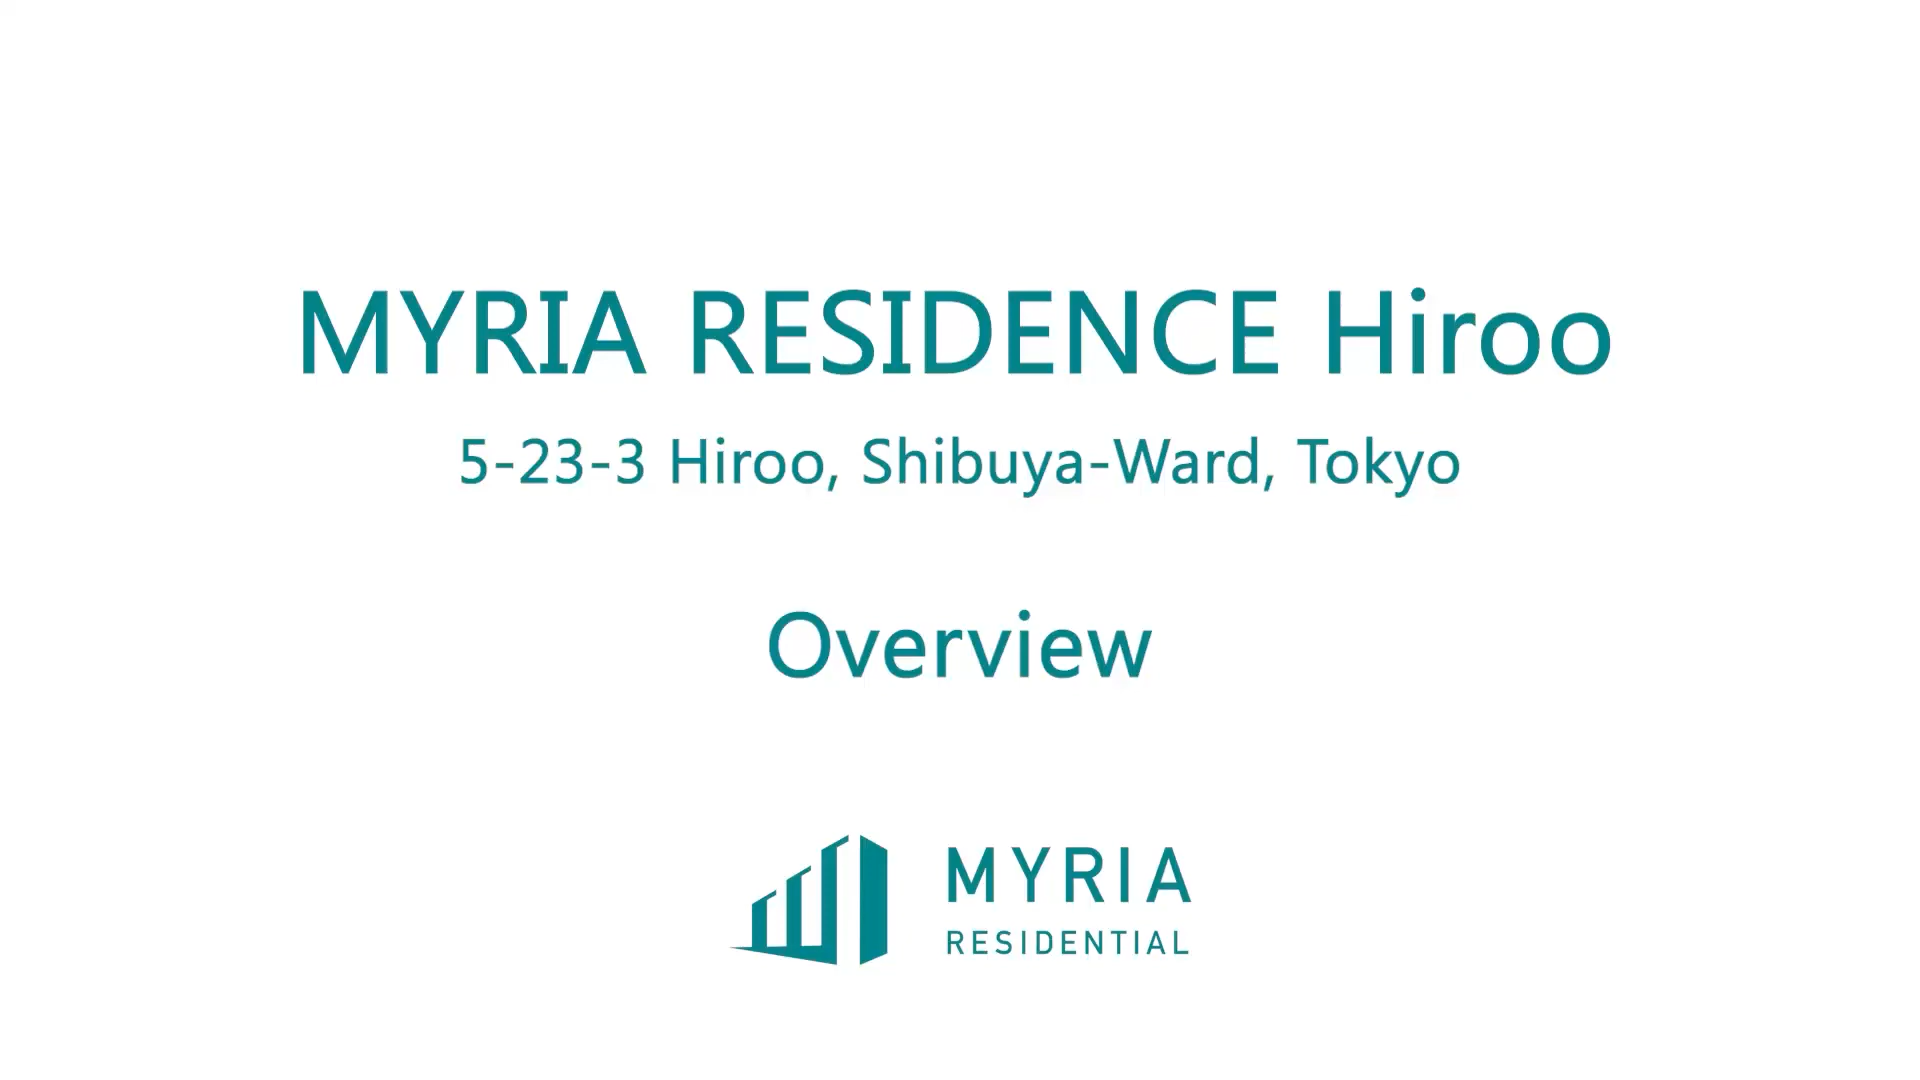 MYRIA RESIDENCE Hiroo
5-23-3 Hiroo, Shibuya-Ward, Tokyo
Overview
MYRIA
RESIDENTIAL